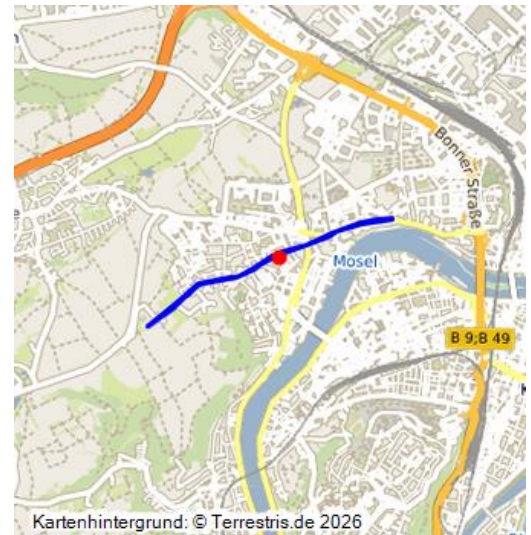 Bonner Straße
Mosel
B 9;B 49
K
Kartenhintergrund: © Terrestris.de 2026